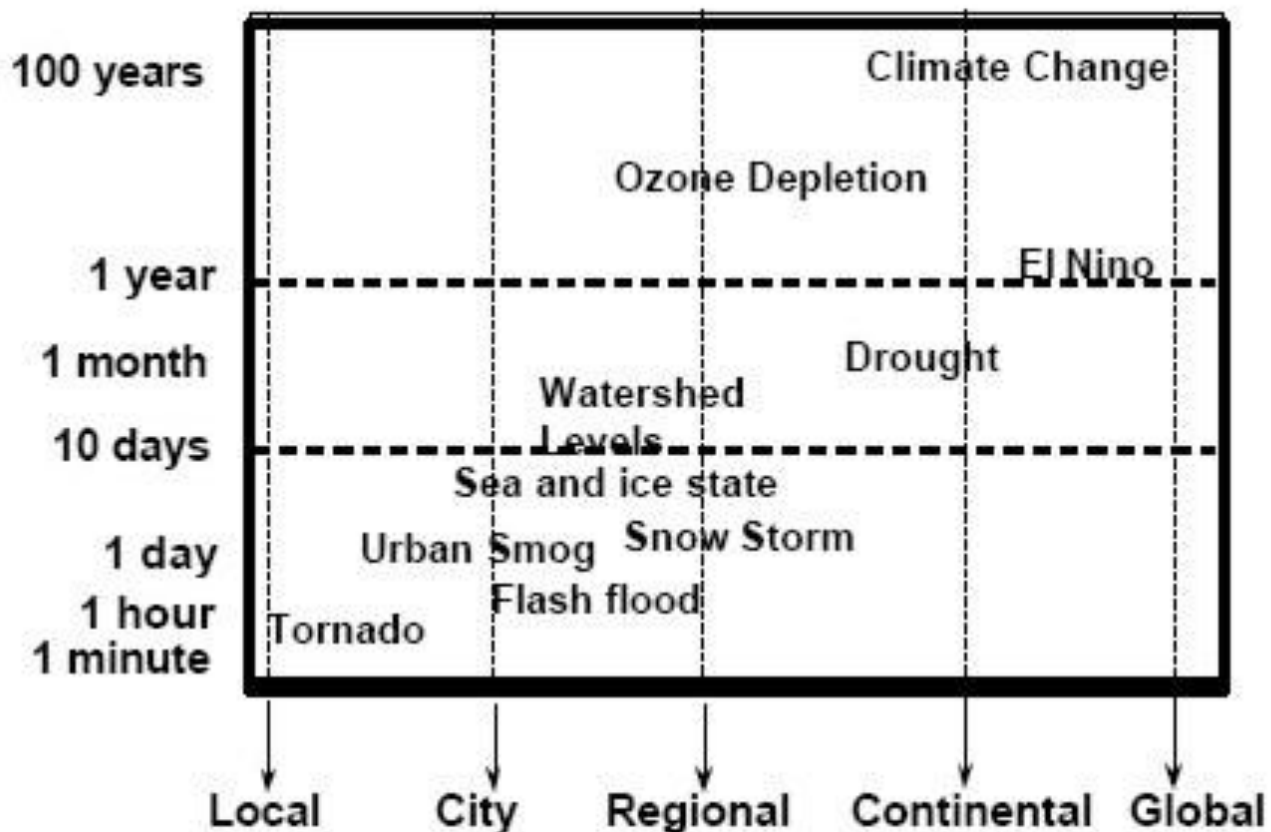 100 years
Climate Change
Ozone Depletion
El Nino
1 year
1 month
Drought
Watershed
Levels
10 days
Sea and ice state
Snow Storm
Urban Smog
1 day
Flash flood
1 hour
Tornado
1 minute
Local City Regional Continental Global